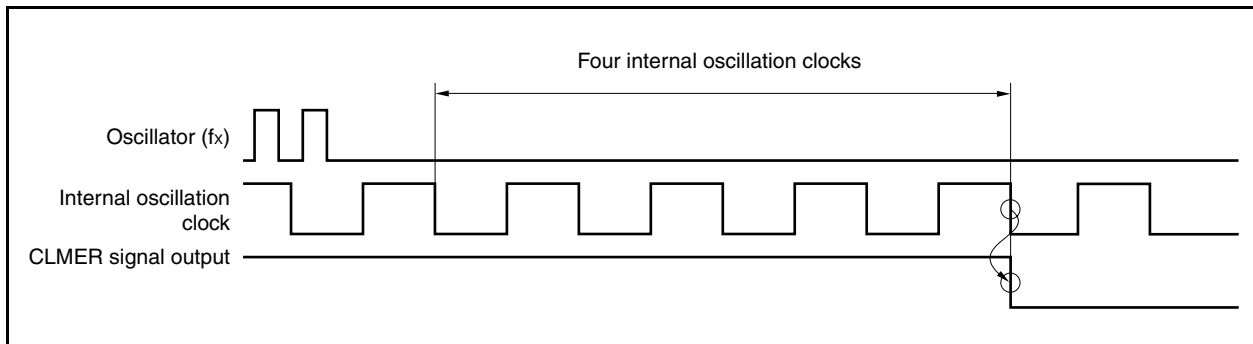 Four internal oscillation clocks
Oscillator (fx)
Internal oscillation
clock
CLMER signal output